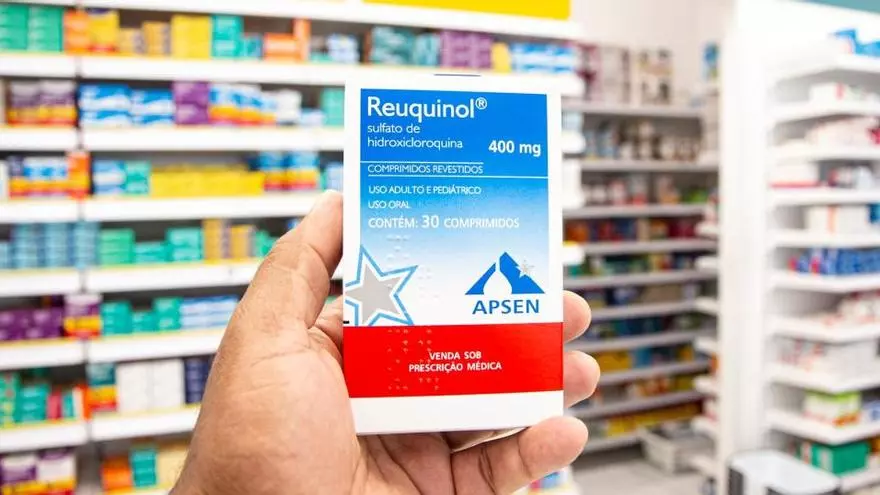 Reuquinol®
sulfato de
hidroxicloroquina
400 mg
COMPRIMIDOS REVESTIDOS
USO ADULTO E PEDIÁTRICO
USO ORAL
CONTÉM: 30 COMPRIMIDOS
APSEN
VENDA SOB
PRESCRIÇÃO MÉDICA